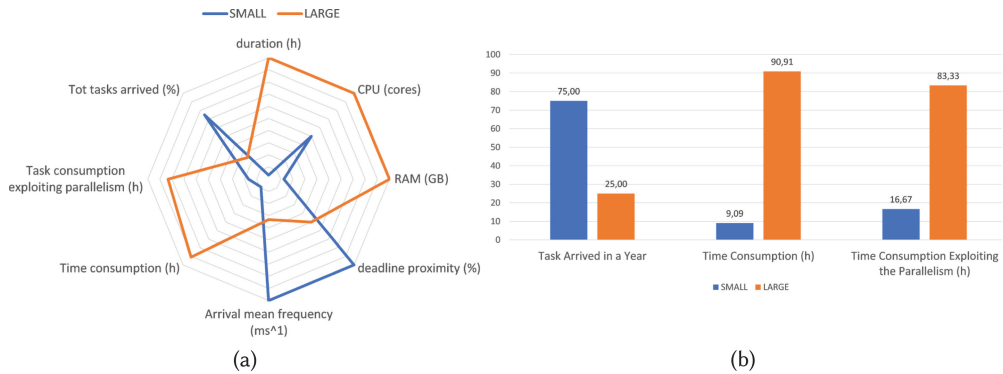 SMALL LARGE
duration (h)
CPU (cores)
RAM (GB)
deadline proximity (%)
Arrival mean frequency
(ms^1)
Time consumption (h)
Task consumption
exploiting parallelism (h)
Tot tasks arrived (%)
(a)
100
90
80
70
60
50
40
30
20
10
0
75,00
25,00
9,09
90,91
16,67
83,33
Task Arrived in a Year
Time Consumption (h)
Time Consumption Exploiting
the Parallelism (h)
SMALL LARGE
(b)